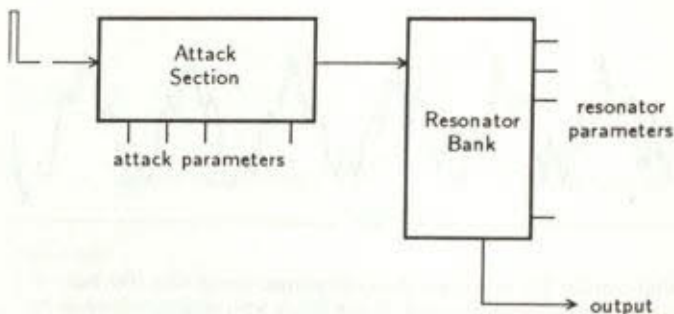 Attack
Section
attack parameters
Resonator
Bank
resonator
parameters
output